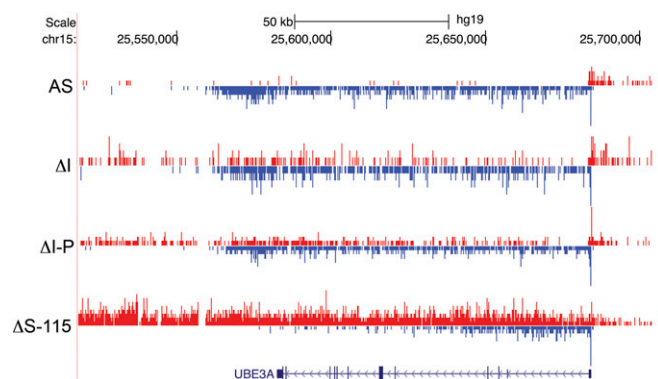 Scale 50 kb hg19
chr15: 25,550,000 25,600,000 25,650,000 25,700,000
AS
ΔI
ΔI-P
ΔS-115
UBE3A